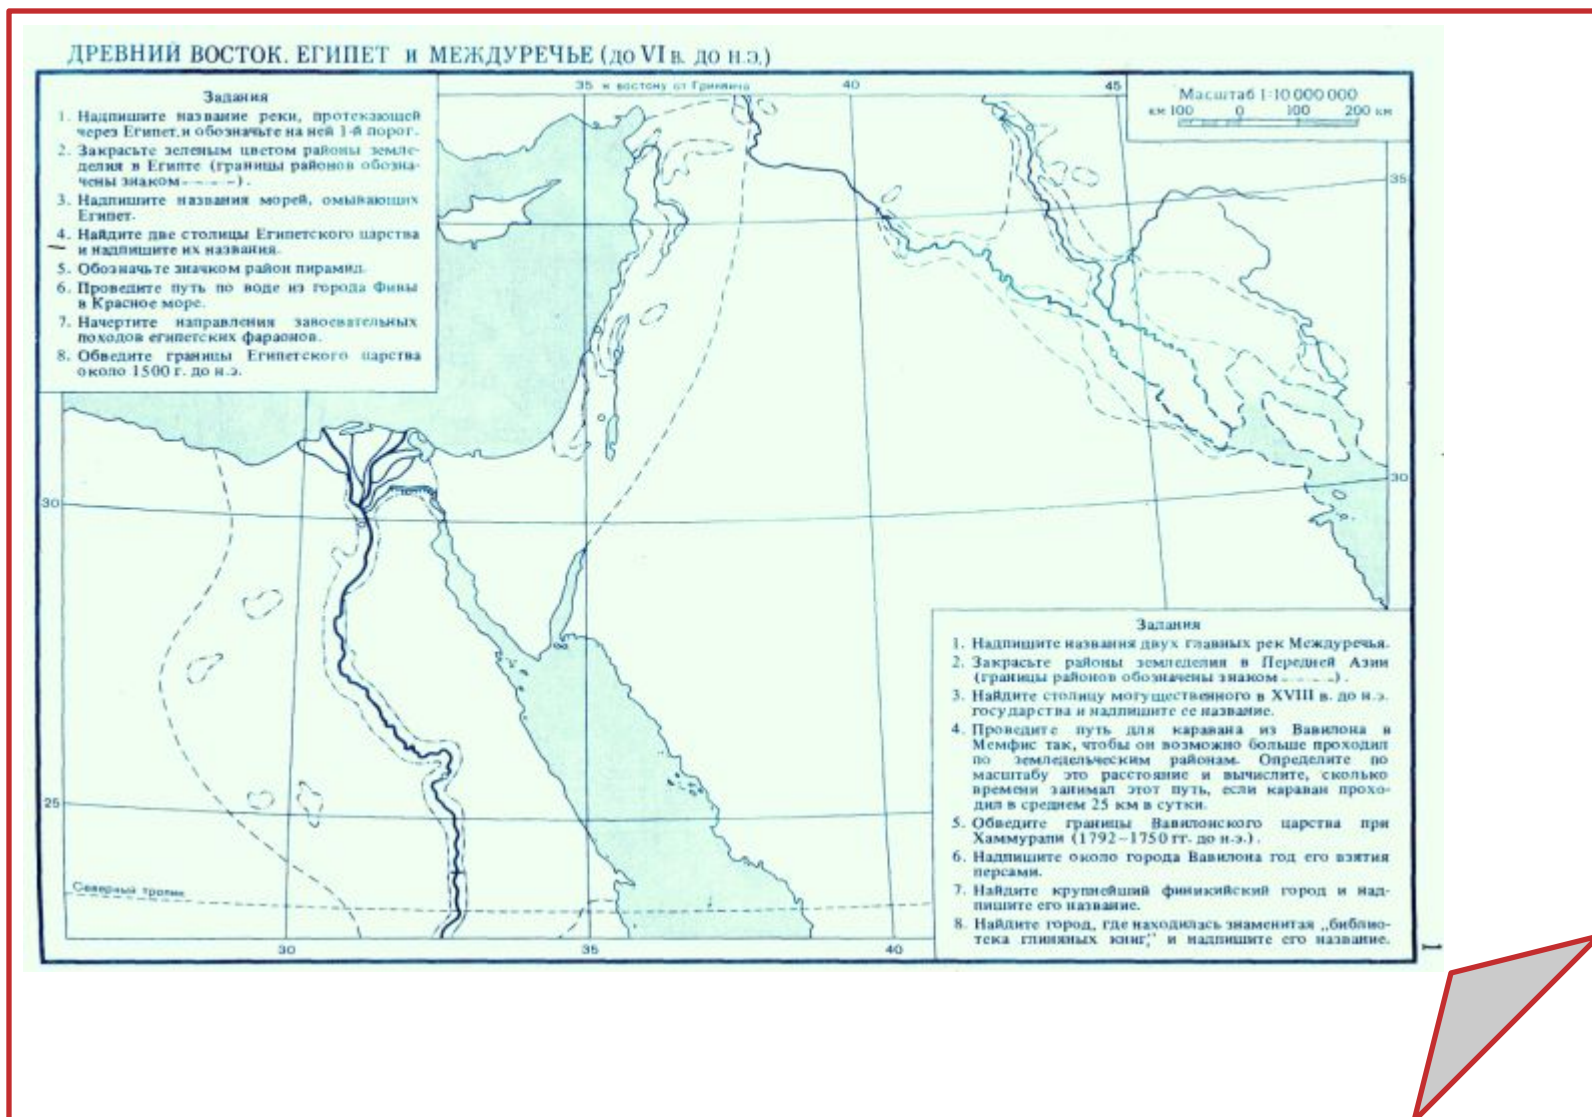 ДРЕВНИЙ ВОСТОК. ЕГИПЕТ и МЕЖДУРЕЧЬЕ (ДО VI в. ДО Н.Э.)
Задания
1. Надпишите название реки, протекающей
через Египет, и обозначьте на ней 1-й порог.
2. Закрасьте зеленым цветом районы земле-
делия в Египте (границы районов обозна-
чены знаком - - - -).
3. Надпишите названия морей, омывающих
Египет.
4. Найдите две столицы Египетского царства
и надпишите их названия.
5. Обозначьте значком район пирамид.
6. Проведите путь по воде из города Фивы
в Красное море.
7. Начертите направления завоевательных
походов египетских фараонов.
8. Обведите границы Египетского царства
около 1500 г. до н.э.
35 к востоку от Гринвича
40
45
Масштаб 1:10 000 000
км 100 0 100 200 км
35
30
30
25
Северный тропик
30
35
40
Задания
1. Надпишите названия двух главных рек Междуречья.
2. Закрасьте районы земледелия в Передней Азии
(границы районов обозначены знаком - - - -).
3. Найдите столицу могущественного в XVIII в. до н.э.
государства и надпишите ее название.
4. Проведите путь для каравана из Вавилона в
Мемфис так, чтобы он возможно больше проходил
по земледельческим районам. Определите по
масштабу это расстояние и вычислите, сколько
времени занимал этот путь, если караван прохо-
дил в среднем 25 км в сутки.
5. Обведите границы Вавилонского царства при
Хаммурапи (1792–1750 гг. до н.э.).
6. Надпишите около города Вавилона год его взятия
персами.
7. Найдите крупнейший финикийский город и над-
пишите его название.
8. Найдите город, где находилась знаменитая „библио-
тека глиняных книг,“ и надпишите его название.
1